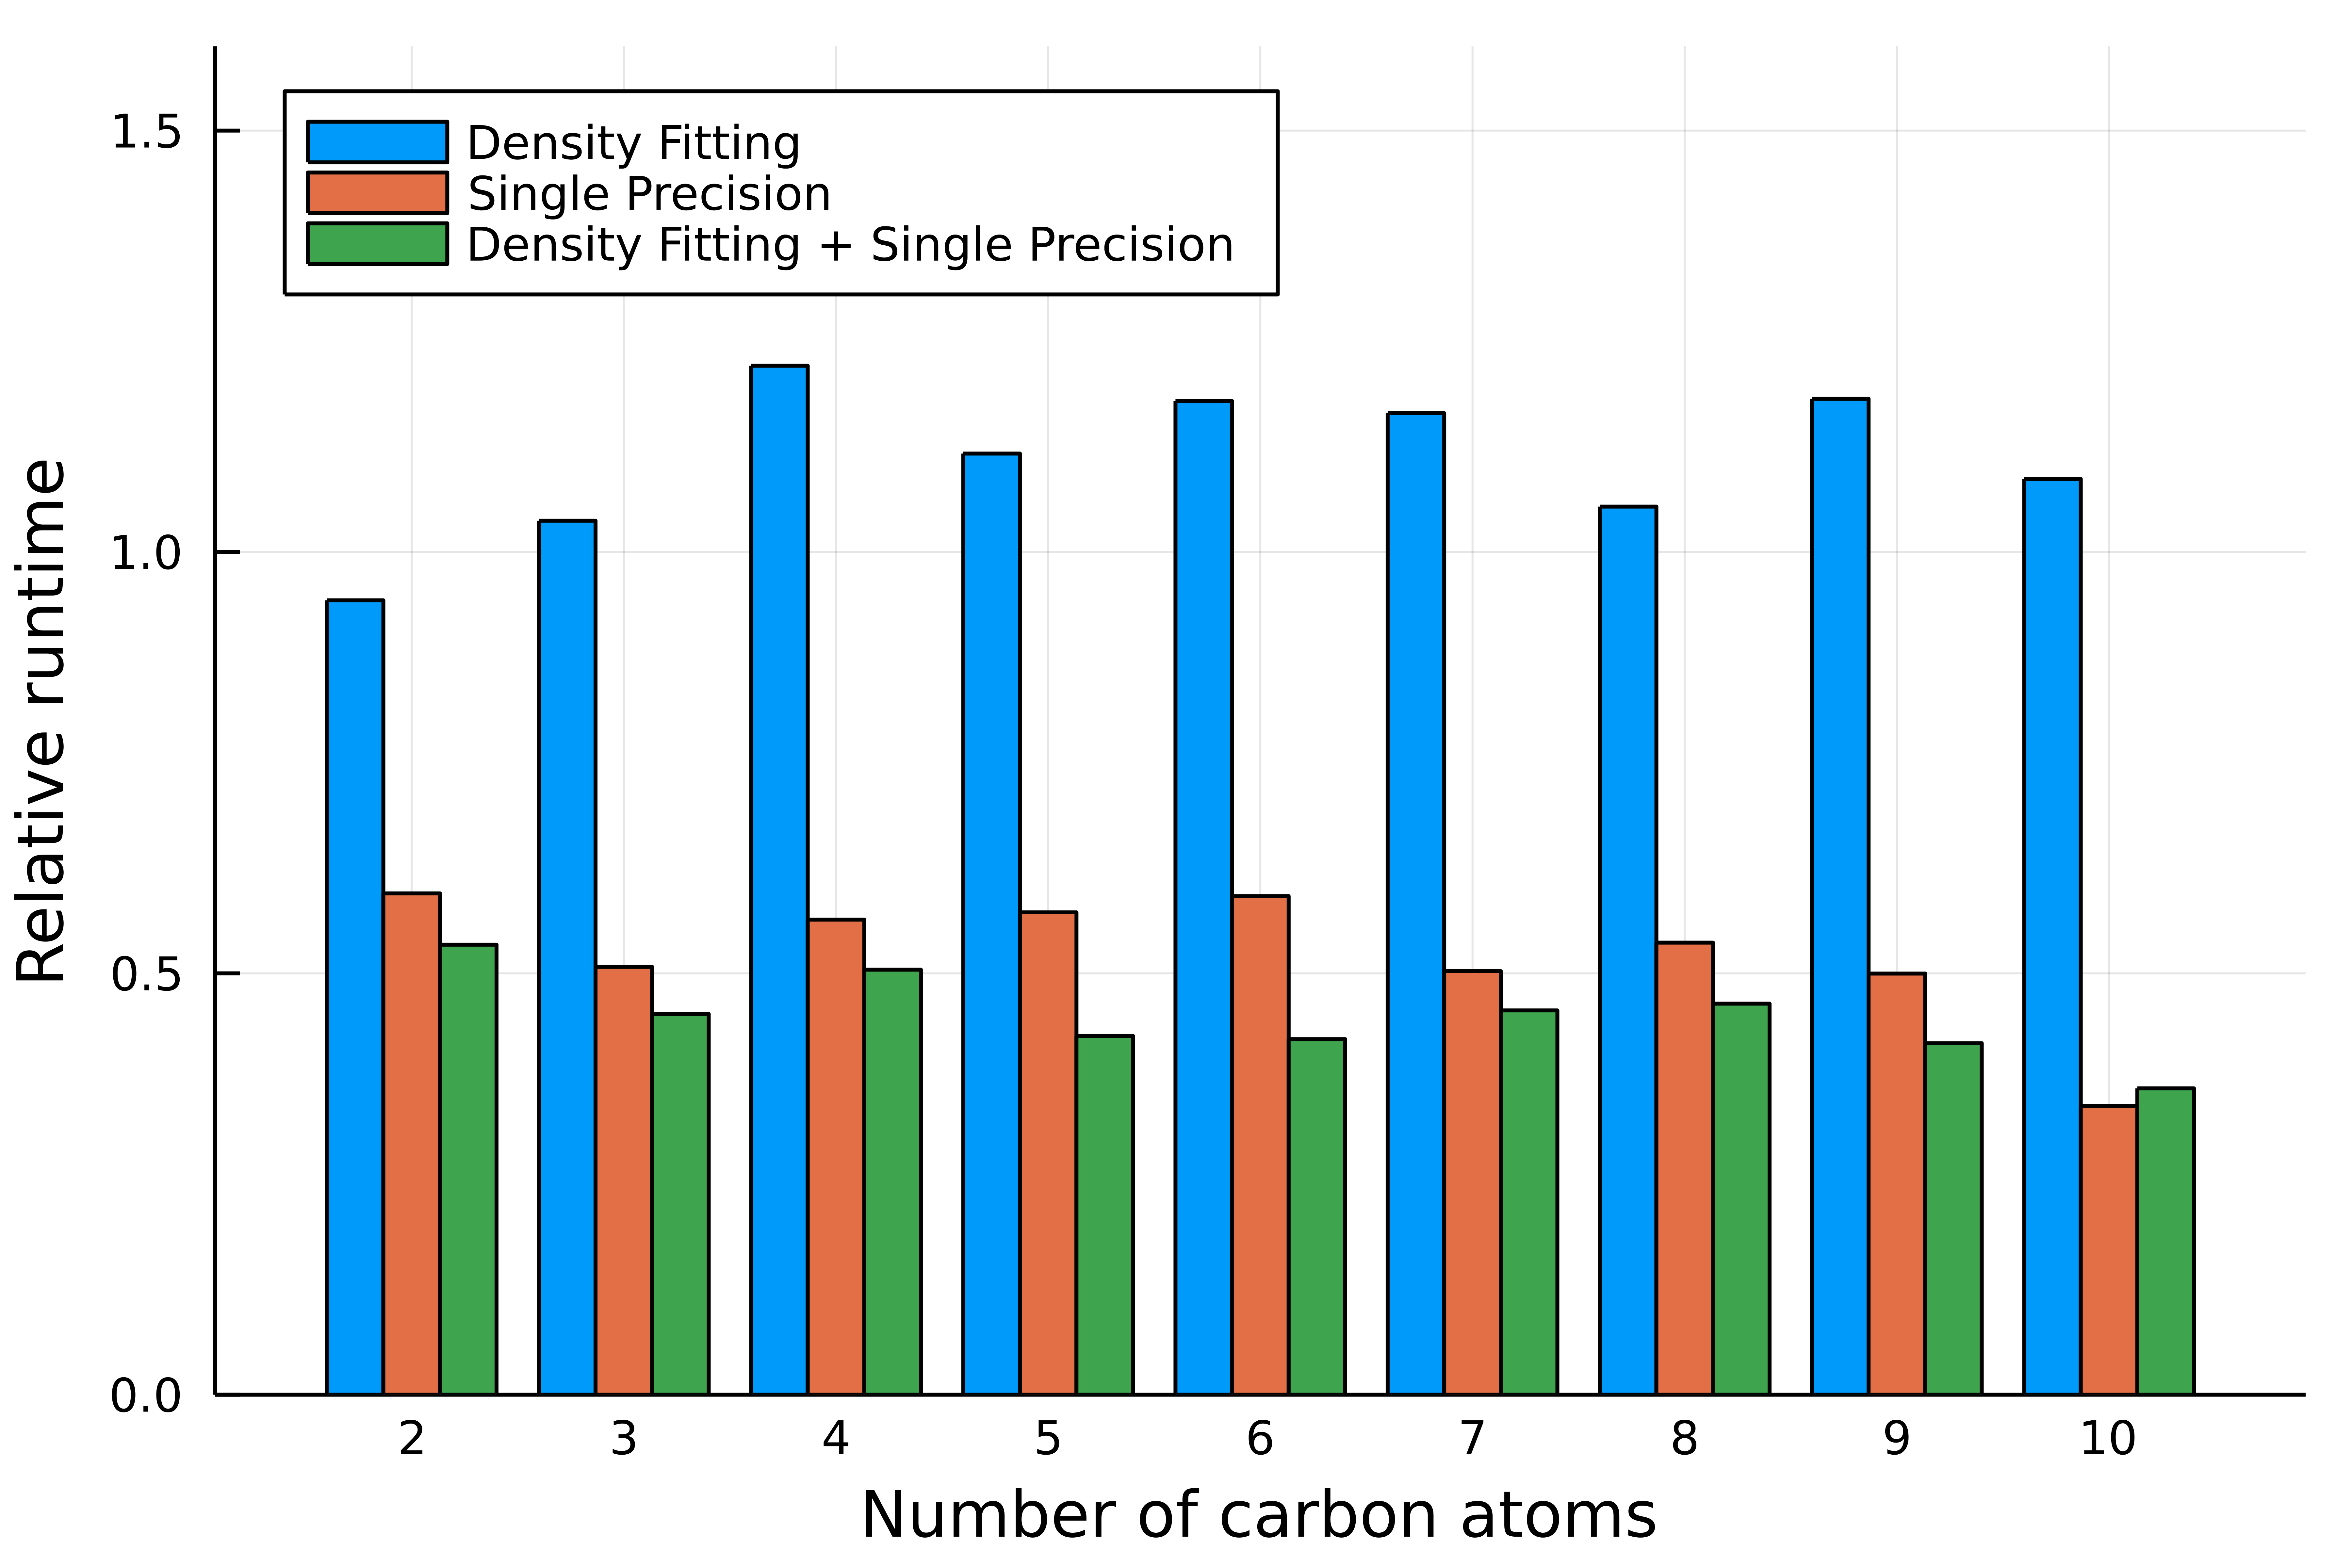 Density Fitting
Single Precision
Density Fitting + Single Precision
Relative runtime
1.5
1.0
0.5
0.0
2 3 4 5 6 7 8 9 10
Number of carbon atoms